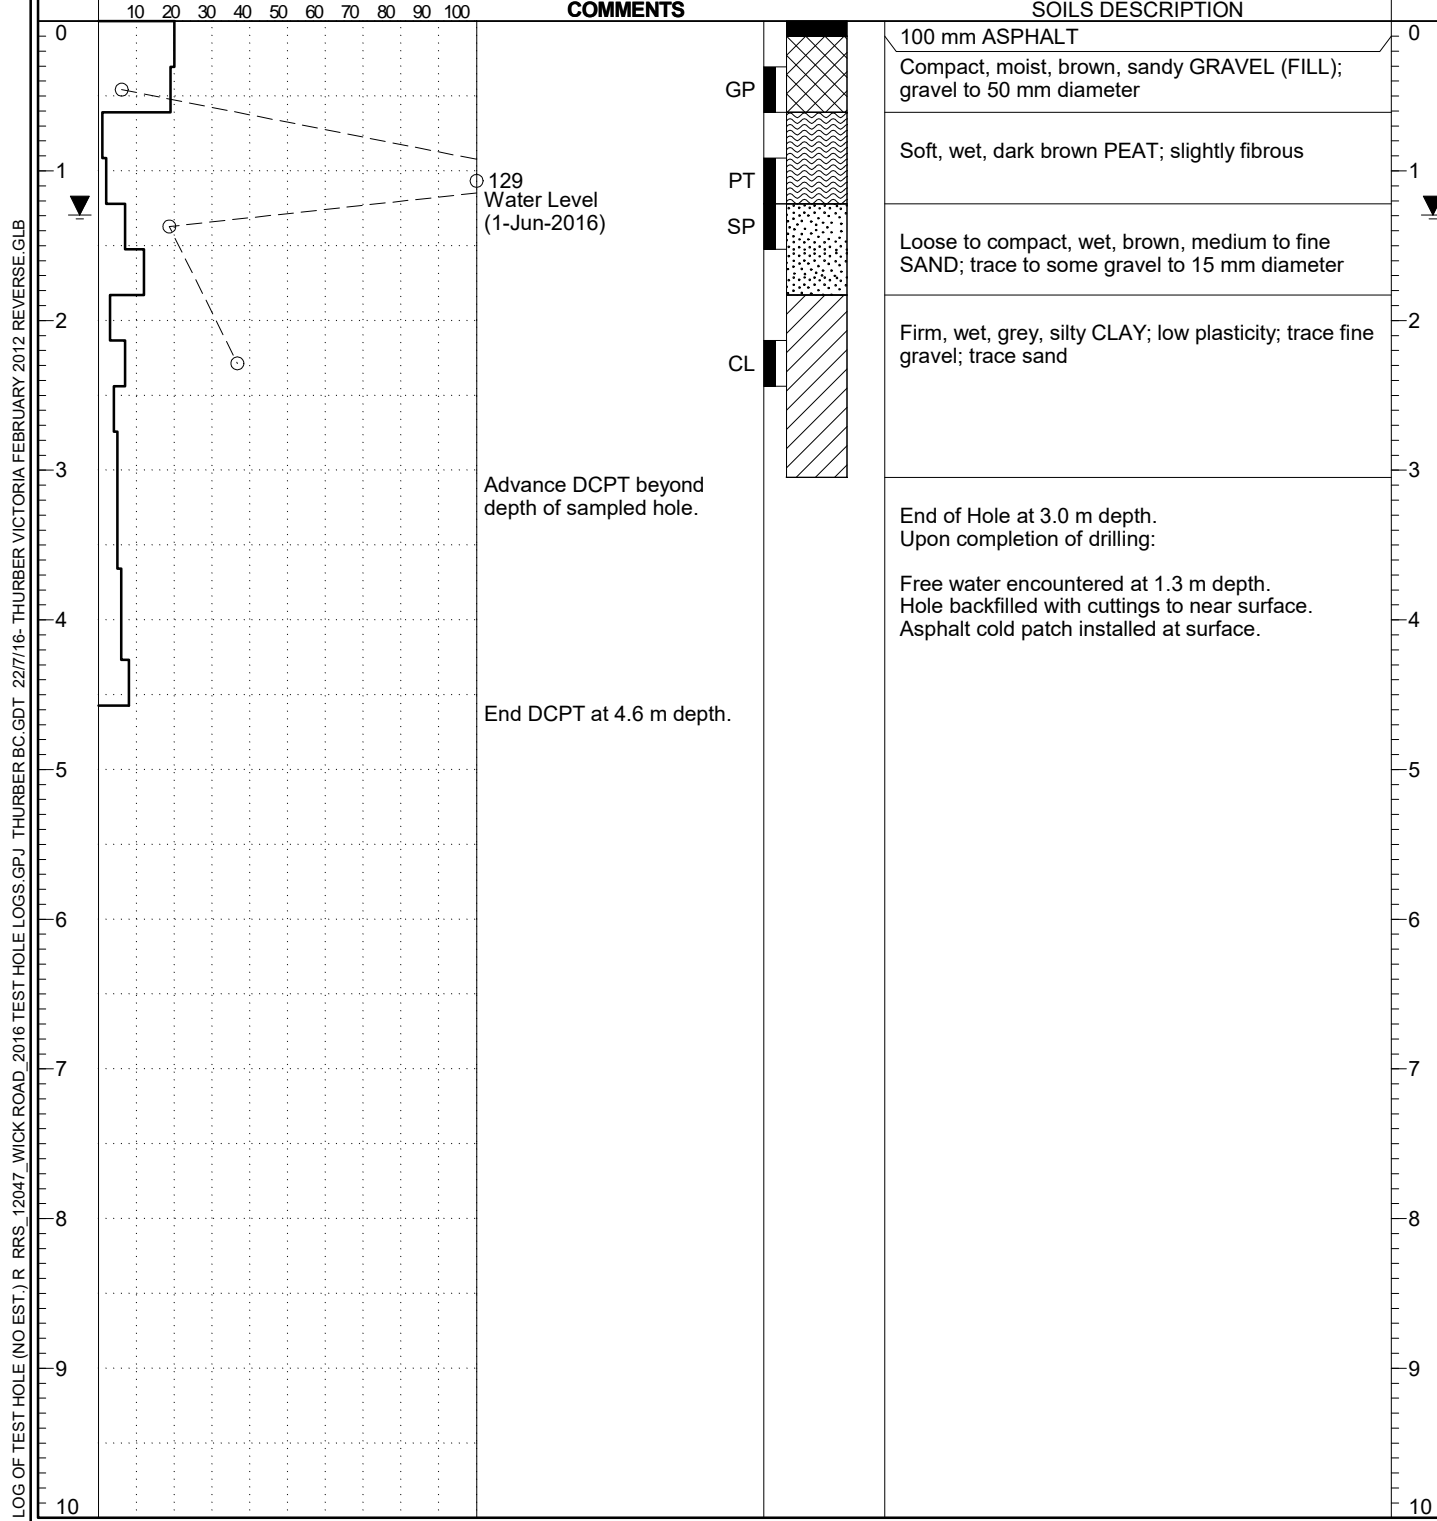 10 20 30 40 50 60 70 80 90 100
COMMENTS
SOILS DESCRIPTION
0
0
100 mm ASPHALT
Compact, moist, brown, sandy GRAVEL (FILL);
gravel to 50 mm diameter
GP
Soft, wet, dark brown PEAT; slightly fibrous
1
1
129
PT
Water Level
(1-Jun-2016)
SP
Loose to compact, wet, brown, medium to fine
SAND; trace to some gravel to 15 mm diameter
2
2
Firm, wet, grey, silty CLAY; low plasticity; trace fine
gravel; trace sand
CL
3
3
Advance DCPT beyond
depth of sampled hole.
End of Hole at 3.0 m depth.
Upon completion of drilling:
Free water encountered at 1.3 m depth.
Hole backfilled with cuttings to near surface.
Asphalt cold patch installed at surface.
4
4
End DCPT at 4.6 m depth.
5
5
6
6
7
7
8
8
9
9
10
10
LOG OF TEST HOLE (NO EST.) R RRS_12047_WICK ROAD_2016 TEST HOLE LOGS.GPJ THURBER BC.GDT 22/7/16- THURBER VICTORIA FEBRUARY 2012 REVERSE.GLB